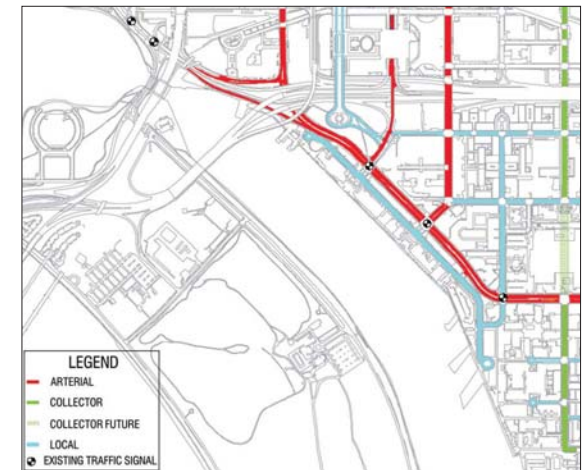 LEGEND
ARTERIAL
COLLECTOR
COLLECTOR FUTURE
LOCAL
EXISTING TRAFFIC SIGNAL